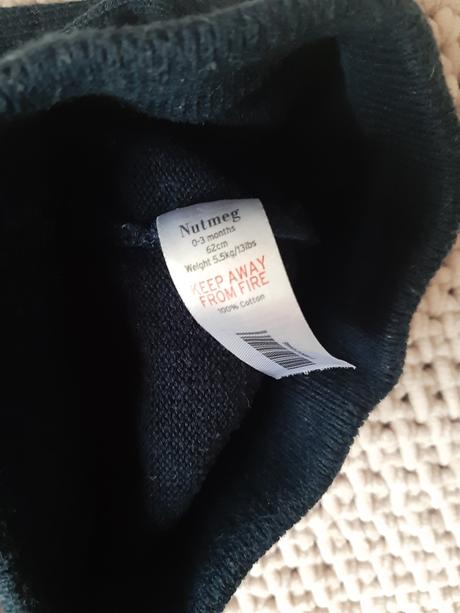 Nutmeg
0-3 months
62cm
Weight 5.5kg/13lbs
KEEP AWAY
FROM FIRE
100% Cotton